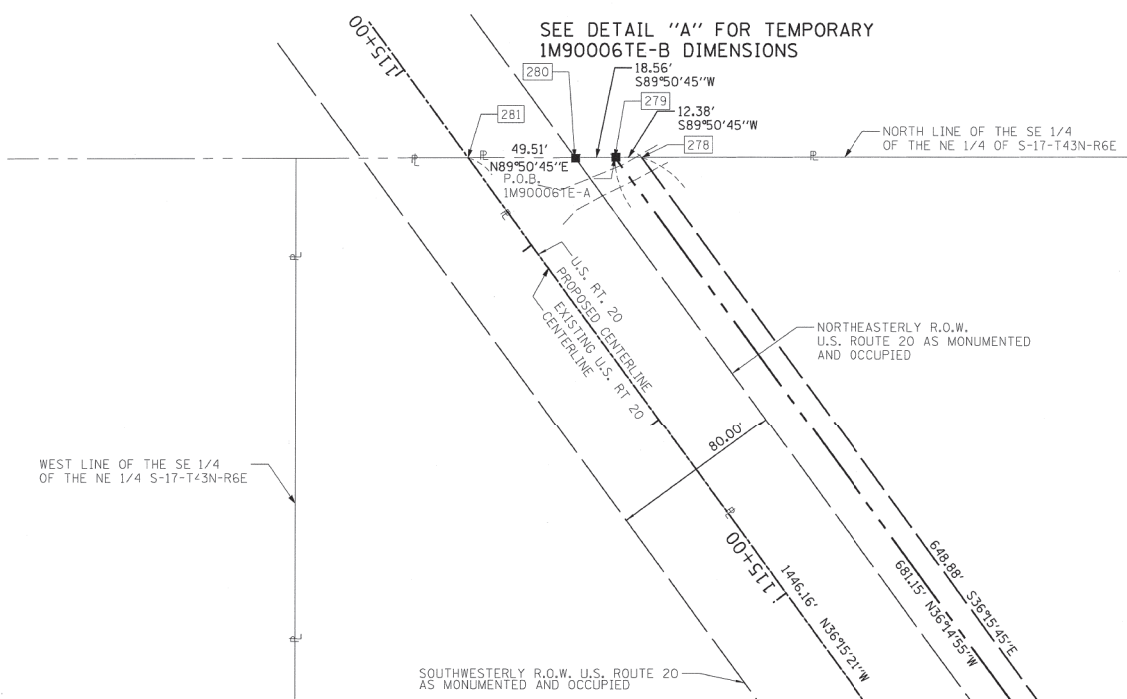 SEE DETAIL "A" FOR TEMPORARY
1M90006TE-B DIMENSIONS
115+00
280
18.56'
S89°50'45"W
279
281
12.38'
S89°50'45"W
278
NORTH LINE OF THE SE 1/4
OF THE NE 1/4 OF S-17-T43N-R6E
49.51'
N89°50'45"E
P.O.B.
1M90006TE-A
U.S. RT. 20
PROPOSED CENTERLINE
EXISTING U.S. RT 20
CENTERLINE
NORTHEASTERLY R.O.W.
U.S. ROUTE 20 AS MONUMENTED
AND OCCUPIED
80.00'
WEST LINE OF THE SE 1/4
OF THE NE 1/4 S-17-T43N-R6E
115+00
1446.16' N36°15'21"W
681.15' N36°14'55"W
648.88' S36°15'45"E
SOUTHWESTERLY R.O.W. U.S. ROUTE 20
AS MONUMENTED AND OCCUPIED